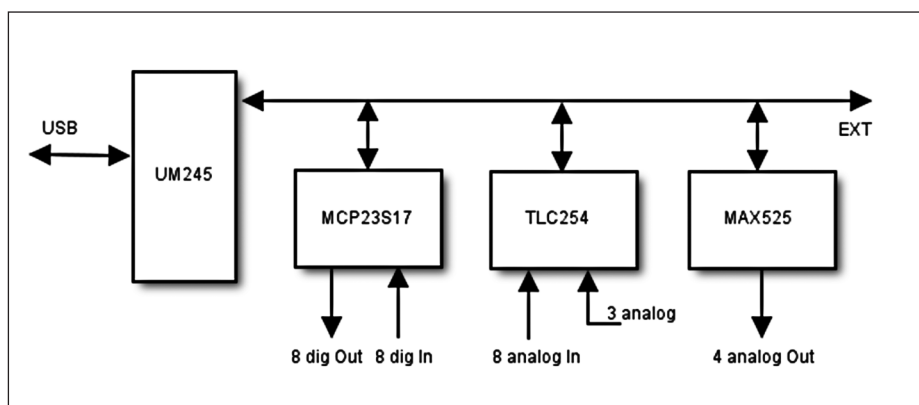 USB
EXT
UM245
MCP23S17
TLC254
MAX525
3 analog
8 dig Out
8 dig In
8 analog In
4 analog Out